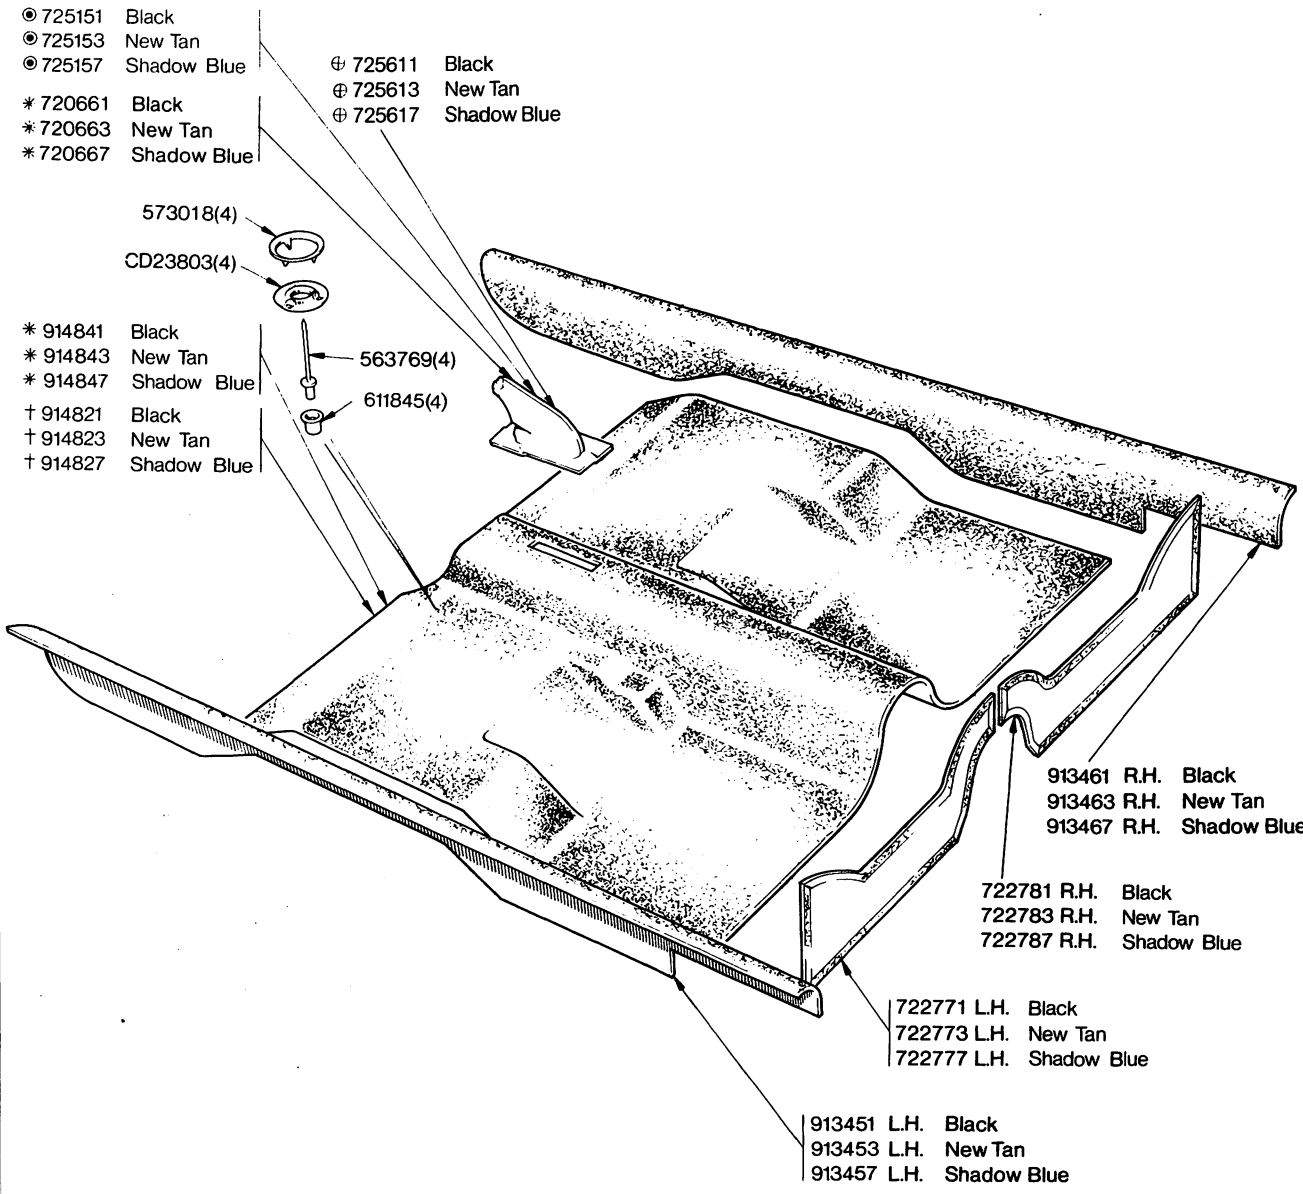 ◉ 725151 Black
◉ 725153 New Tan
◉ 725157 Shadow Blue
* 720661 Black
* 720663 New Tan
* 720667 Shadow Blue
⊕ 725611 Black
⊕ 725613 New Tan
⊕ 725617 Shadow Blue
573018(4)
CD23803(4)
* 914841 Black
* 914843 New Tan
* 914847 Shadow Blue
563769(4)
611845(4)
† 914821 Black
† 914823 New Tan
† 914827 Shadow Blue
913461 R.H. Black
913463 R.H. New Tan
913467 R.H. Shadow Blue
722781 R.H. Black
722783 R.H. New Tan
722787 R.H. Shadow Blue
722771 L.H. Black
722773 L.H. New Tan
722777 L.H. Shadow Blue
913451 L.H. Black
913453 L.H. New Tan
913457 L.H. Shadow Blue